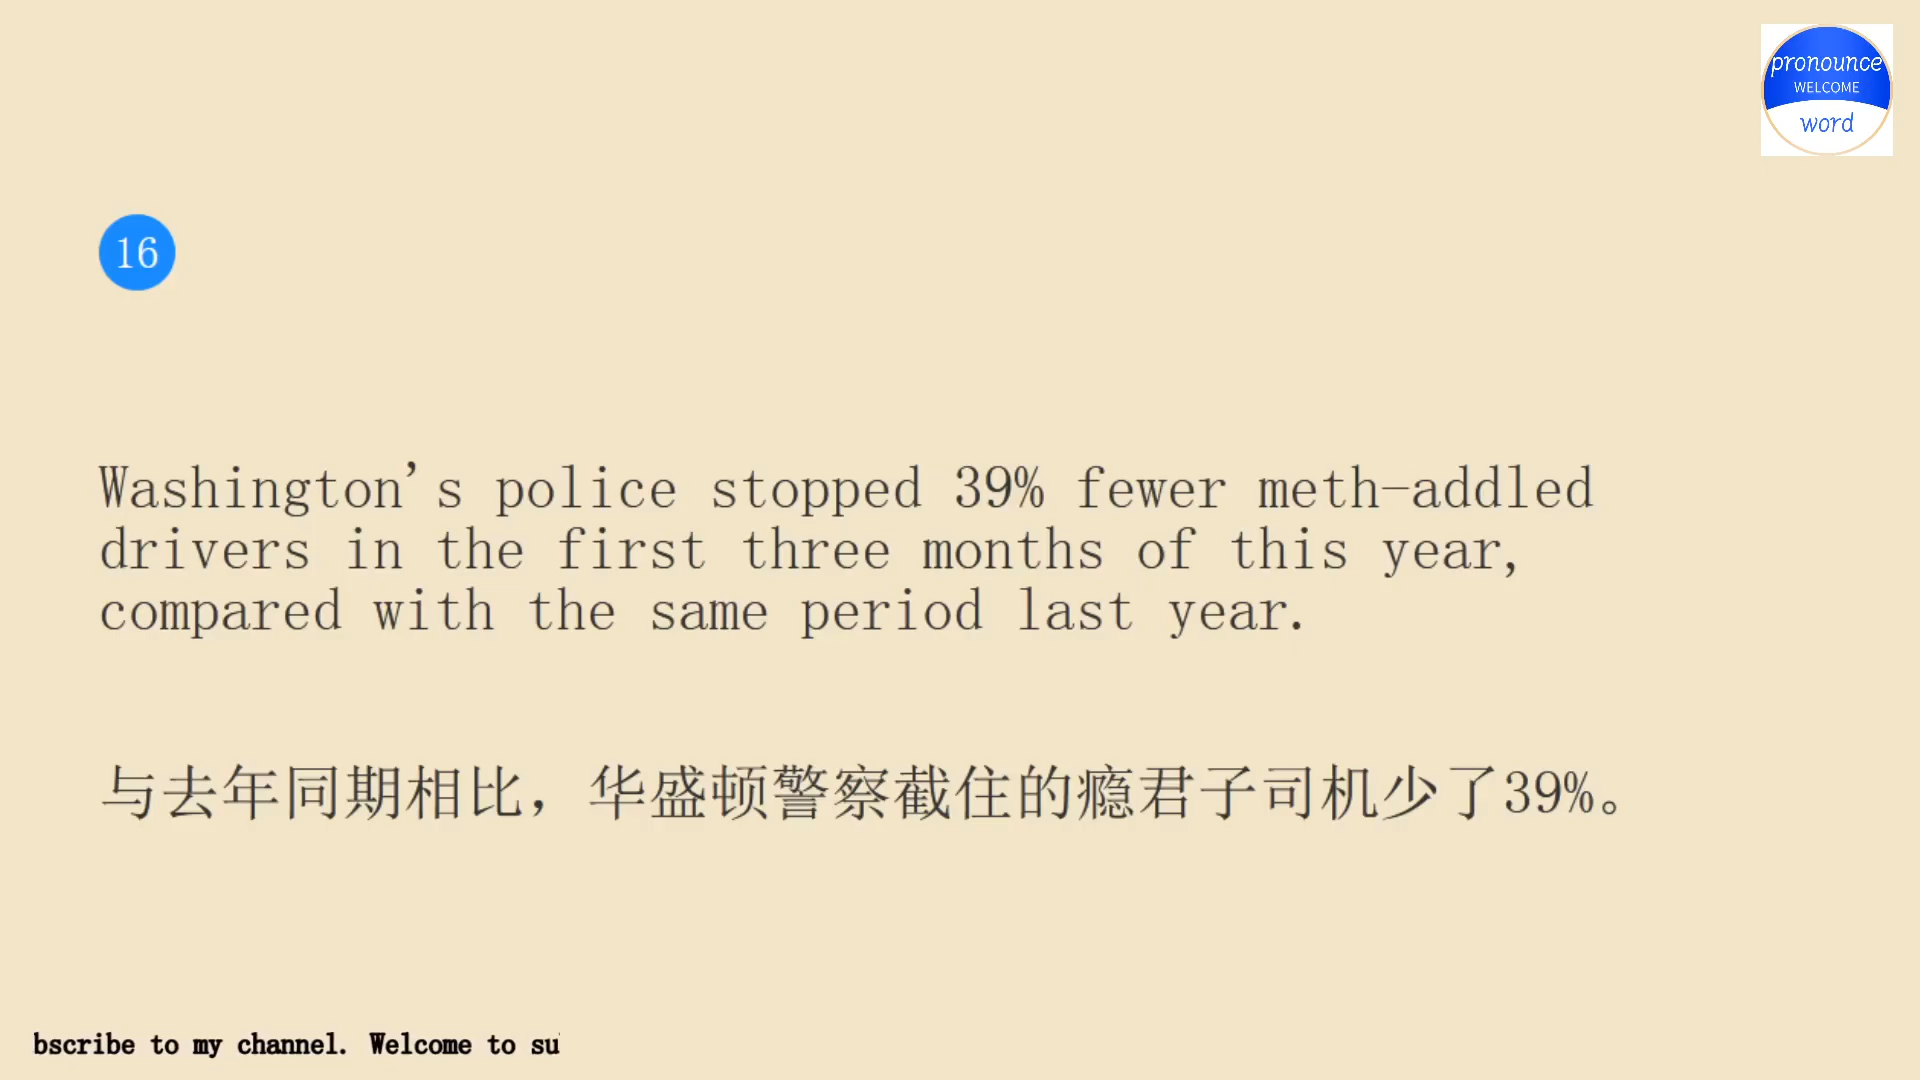 pronounce
WELCOME
word
16
Washington's police stopped 39% fewer meth-addled
drivers in the first three months of this year,
compared with the same period last year.
与去年同期相比，华盛顿警察截住的瘾君子司机少了39%。
bscribe to my channel. Welcome to su